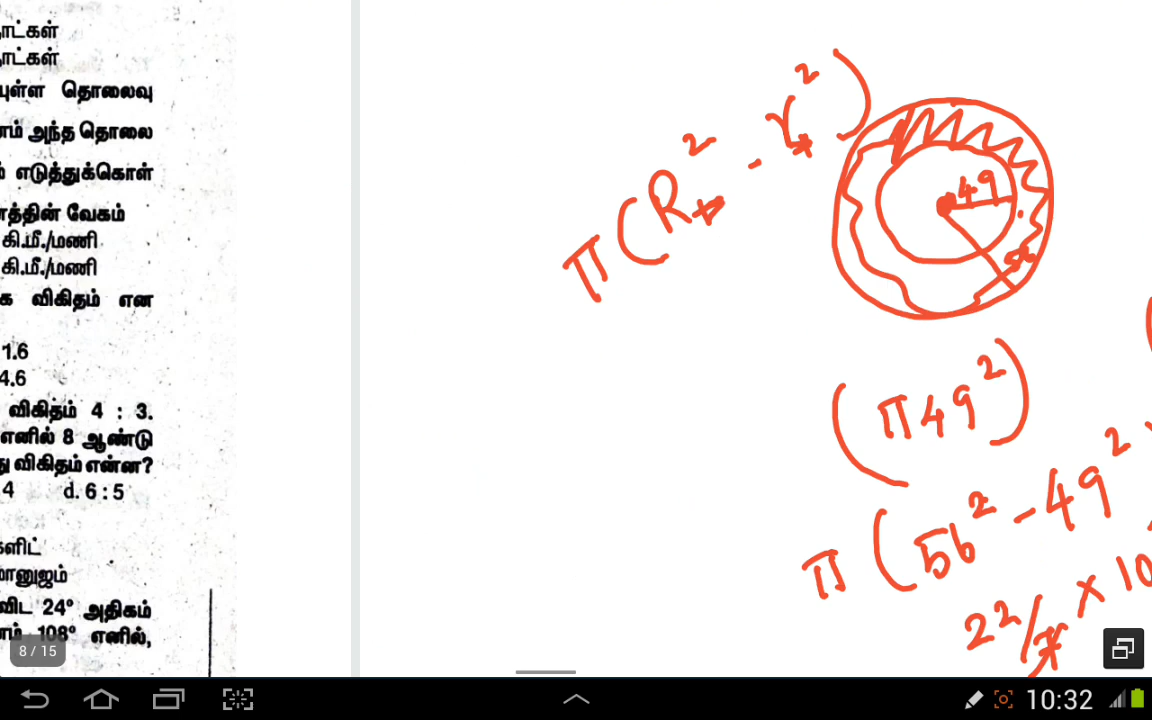 நாட்கள்
நாட்கள்
யுள்ள தொலைவு
அந்த தொலை
எடுத்துக்கொள்
வேகம்
கி.மீ./மணி
கி.மீ./மணி
விகிதம் என
1.6
4.6
விகிதம் 4 : 3.
எனில் 8 ஆண்டு
விகிதம் என்ன?
4 d. 6 : 5
24° அதிகம்
108° எனில்,
8 / 15
π(R² - r²)
49
(π49²)
π(56² - 49²
22/7 × 10
10:32